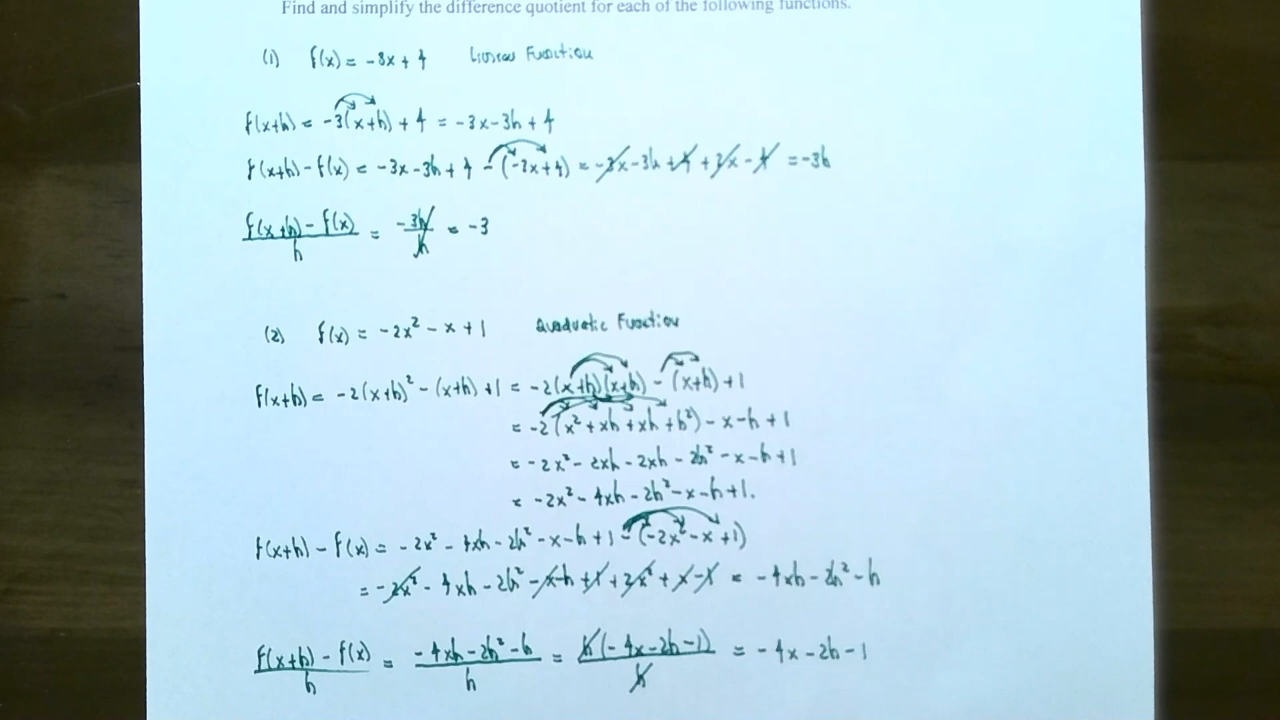 Find and simplify the difference quotient for each of the following functions.
(1) f(x) = -3x + 4 Linear Function
f(x+h) = -3(x+h) + 4 = -3x - 3h + 4
f(x+h) - f(x) = -3x - 3h + 4 - (-3x + 4) = -3x - 3h + 4 + 3x - 4 = -3h
f(x+h) - f(x) / h = -3h / h = -3
(2) f(x) = -2x² - x + 1 Quadratic Function
f(x+h) = -2(x+h)² - (x+h) + 1 = -2(x+h)(x+h) - (x+h) + 1
= -2(x² + xh + xh + h²) - x - h + 1
= -2x² - 2xh - 2xh - 2h² - x - h + 1
= -2x² - 4xh - 2h² - x - h + 1.
f(x+h) - f(x) = -2x² - 4xh - 2h² - x - h + 1 - (-2x² - x + 1)
= -2x² - 4xh - 2h² - x - h + 1 + 2x² + x - 1 = -4xh - 2h² - h
f(x+h) - f(x) / h = -4xh - 2h² - h / h = h(-4x - 2h - 1) / h = -4x - 2h - 1